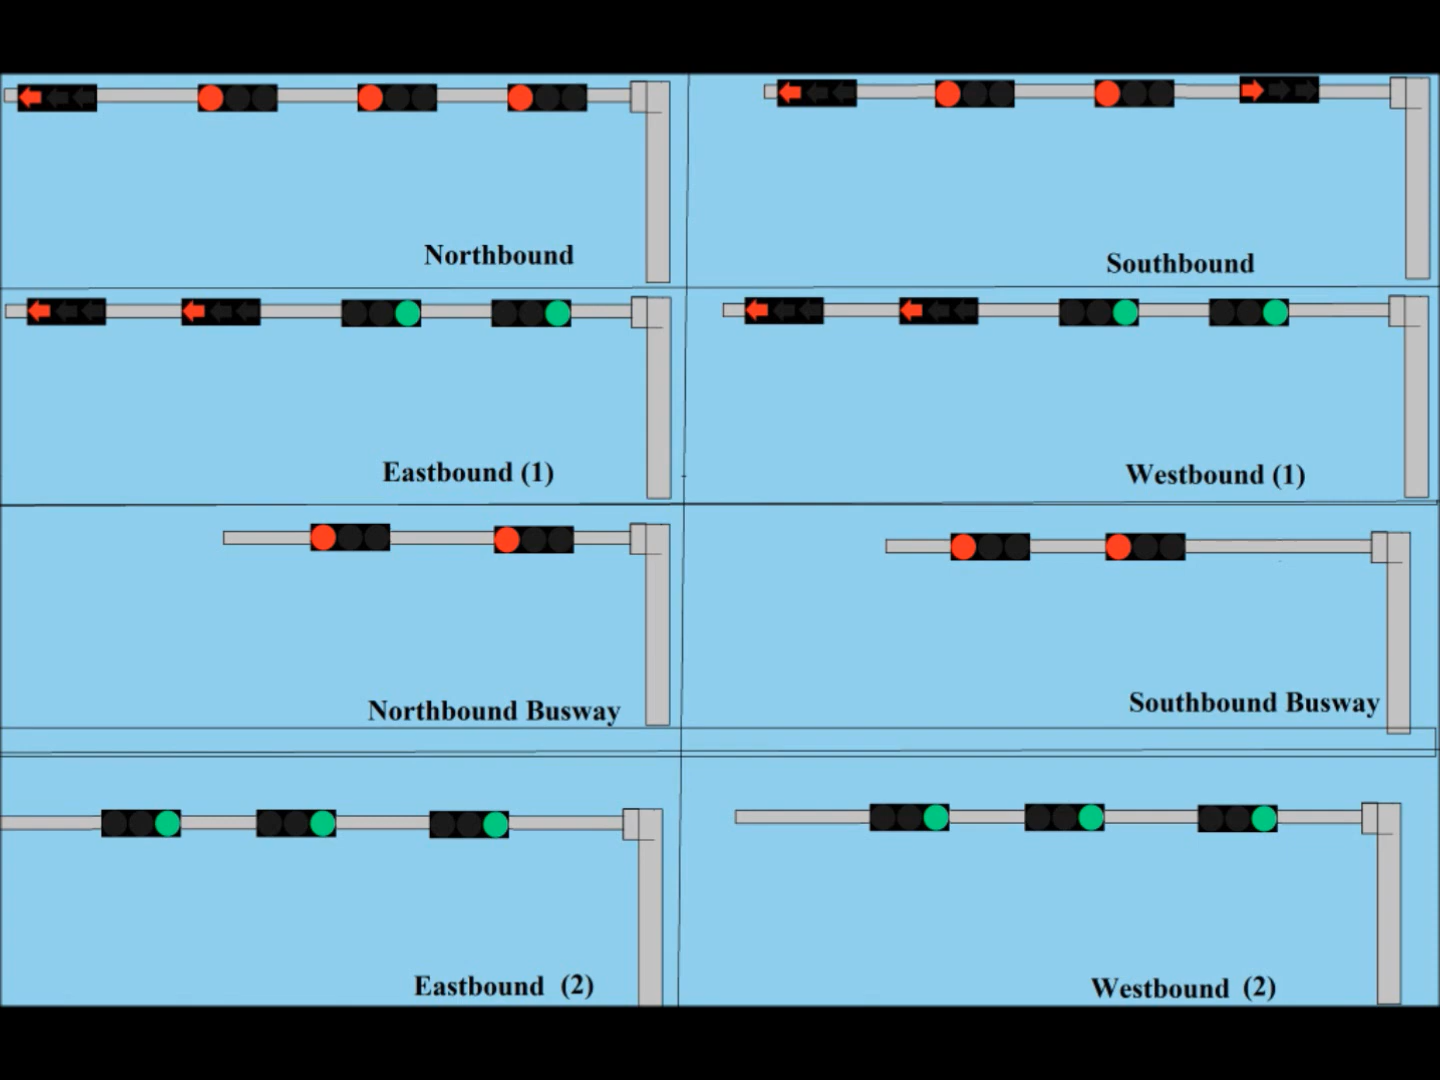 Northbound
Southbound
Eastbound (1)
Westbound (1)
Northbound Busway
Southbound Busway
Eastbound (2)
Westbound (2)